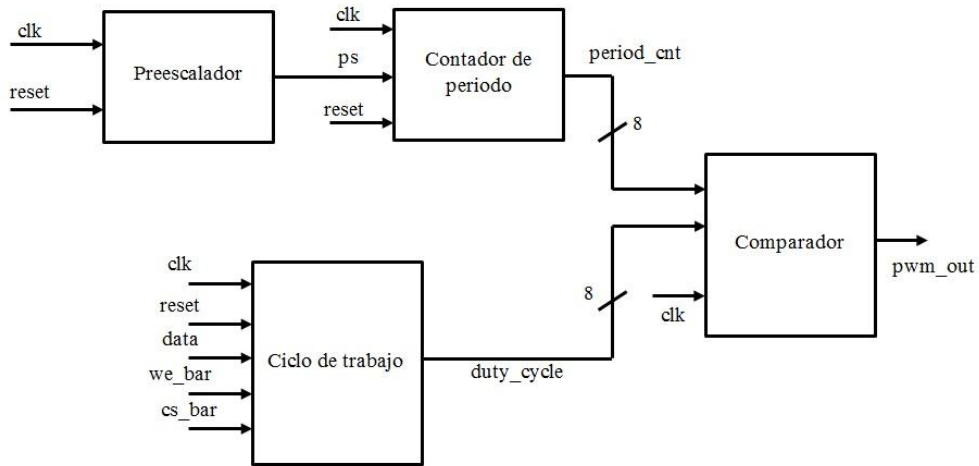 clk
reset
Preescalador
ps
clk
reset
Contador de
periodo
period_cnt
8
clk
reset
data
we_bar
cs_bar
Ciclo de trabajo
duty_cycle
8
clk
Comparador
pwm_out